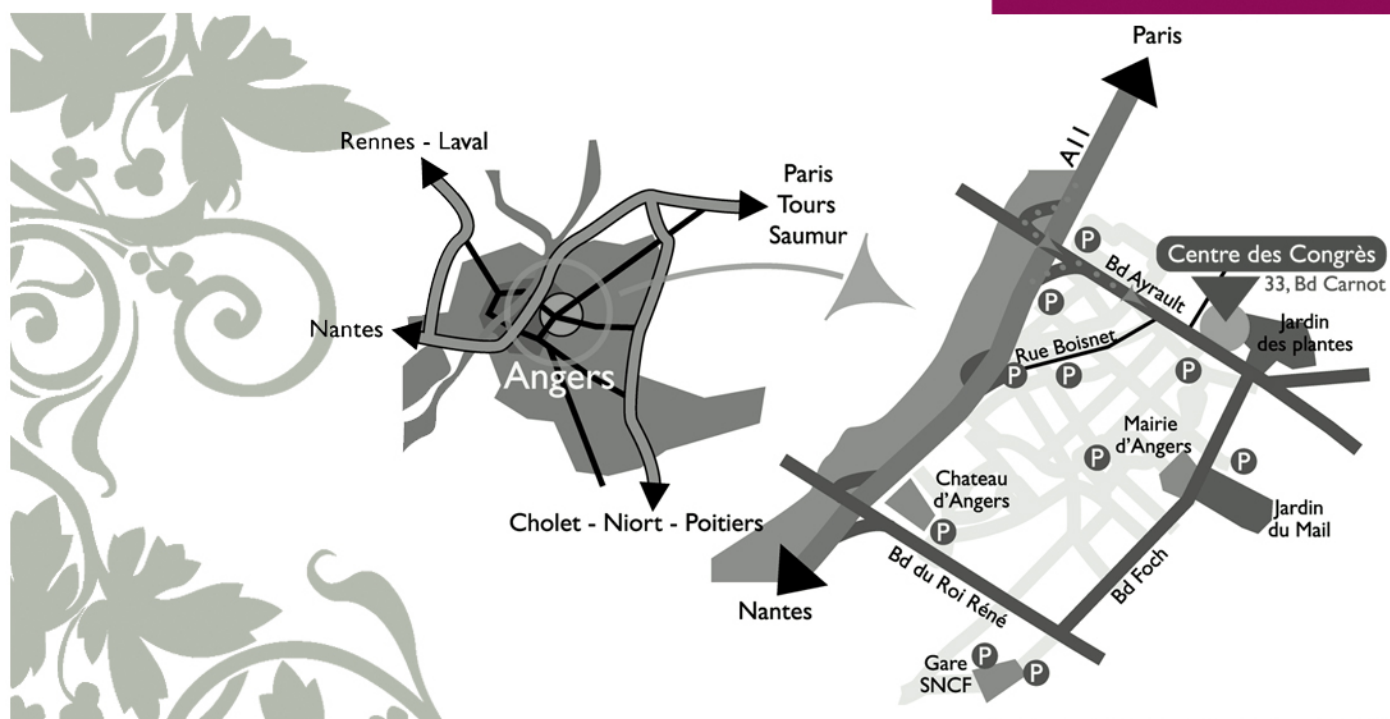 Rennes - Laval
Paris
Tours
Saumur
Nantes
Angers
Cholet - Niort - Poitiers
Paris
A11
P
Centre des Congrès
33, Bd Carnot
Bd Ayrault
P
Jardin
des plantes
Rue Boisnet
P
P
P
Mairie
d'Angers
P
P
Chateau
d'Angers
P
Jardin
du Mail
Bd du Roi Réné
Bd Foch
Nantes
Gare
SNCF
P
P